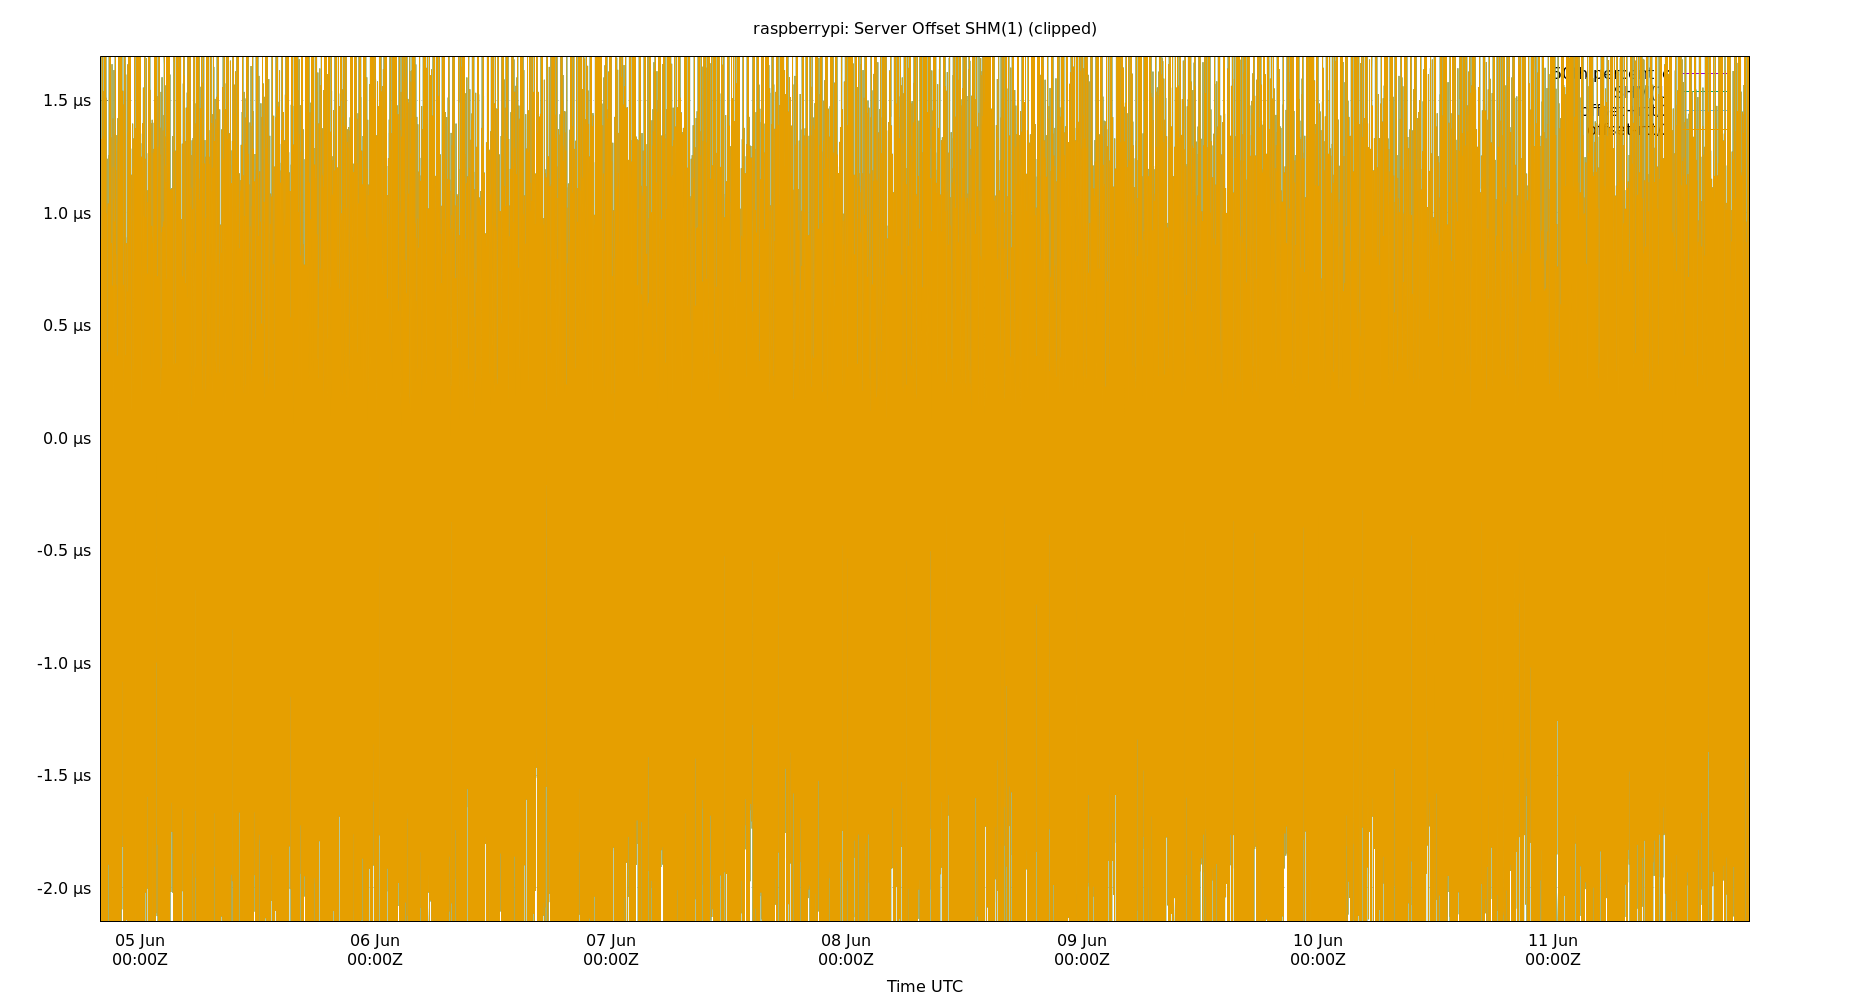 raspberrypi: Server Offset SHM(1) (clipped)
1.5 µs
1.0 µs
0.5 µs
0.0 µs
-0.5 µs
-1.0 µs
-1.5 µs
-2.0 µs
05 Jun 06 Jun 07 Jun 08 Jun 09 Jun 10 Jun 11 Jun
00:00Z 00:00Z 00:00Z 00:00Z 00:00Z 00:00Z 00:00Z
Time UTC